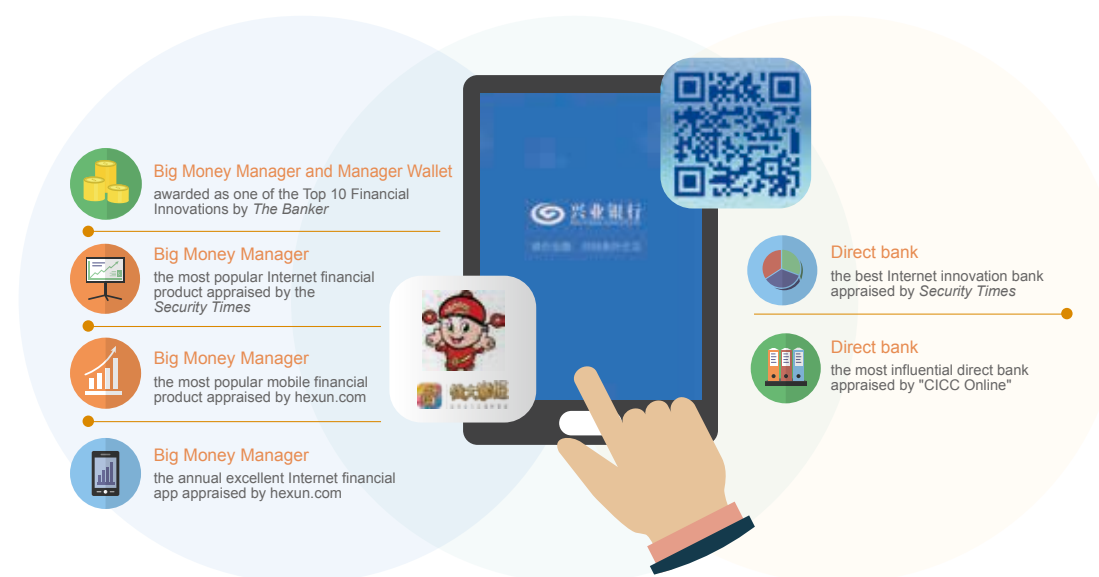 Big Money Manager and Manager Wallet
awarded as one of the Top 10 Financial
Innovations by The Banker
Big Money Manager
the most popular Internet financial
product appraised by the
Security Times
Big Money Manager
the most popular mobile financial
product appraised by hexun.com
Big Money Manager
the annual excellent Internet financial
app appraised by hexun.com
兴业银行
Direct bank
the best Internet innovation bank
appraised by Security Times
Direct bank
the most influential direct bank
appraised by "CICC Online"